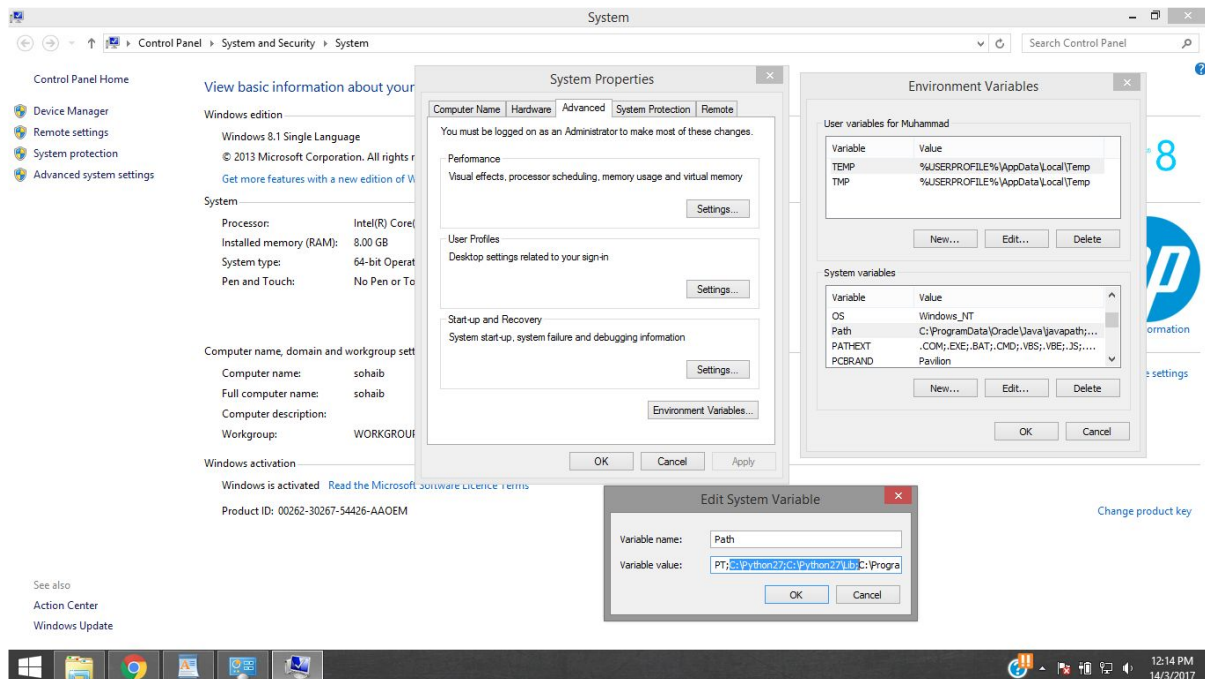 System
Control Panel ▸ System and Security ▸ System
Search Control Panel
Control Panel Home
Device Manager
Remote settings
System protection
Advanced system settings
View basic information about your
Windows edition
Windows 8.1 Single Language
© 2013 Microsoft Corporation. All rights r
Get more features with a new edition of W
System
Processor: Intel(R) Core(
Installed memory (RAM): 8.00 GB
System type: 64-bit Operat
Pen and Touch: No Pen or To
Computer name, domain and workgroup sett
Computer name: sohaib
Full computer name: sohaib
Computer description:
Workgroup: WORKGROUP
Windows activation
Windows is activated Read the Microsoft Software Licence Terms
Product ID: 00262-30267-54426-AAOEM
See also
Action Center
Windows Update
System Properties
Computer Name Hardware Advanced System Protection Remote
You must be logged on as an Administrator to make most of these changes.
Performance
Visual effects, processor scheduling, memory usage and virtual memory
Settings...
User Profiles
Desktop settings related to your sign-in
Settings...
Start-up and Recovery
System start-up, system failure and debugging information
Settings...
Environment Variables...
OK Cancel Apply
Environment Variables
User variables for Muhammad
Variable Value
TEMP %USERPROFILE%\AppData\Local\Temp
TMP %USERPROFILE%\AppData\Local\Temp
New... Edit... Delete
System variables
Variable Value
OS Windows_NT
Path C:\ProgramData\Oracle\Java\javapath;...
PATHEXT .COM;.EXE;.BAT;.CMD;.VBS;.VBE;.JS;....
PCBRAND Pavilion
New... Edit... Delete
OK Cancel
8
hp
ormation
e settings
Change product key
Edit System Variable
Variable name: Path
Variable value: PT;C:\Python27;C:\Python27\Lib;C:\Progra
OK Cancel
12:14 PM
14/3/2017